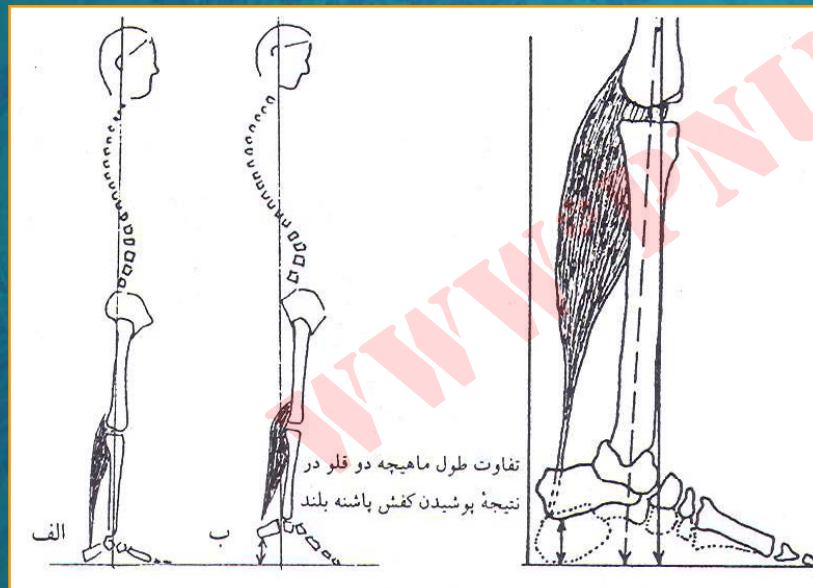 WWW.PNU
تفاوت طول ماهیچه دو قلو در
نتیجهٔ پوشیدن کفش پاشنه بلند
ب
الف